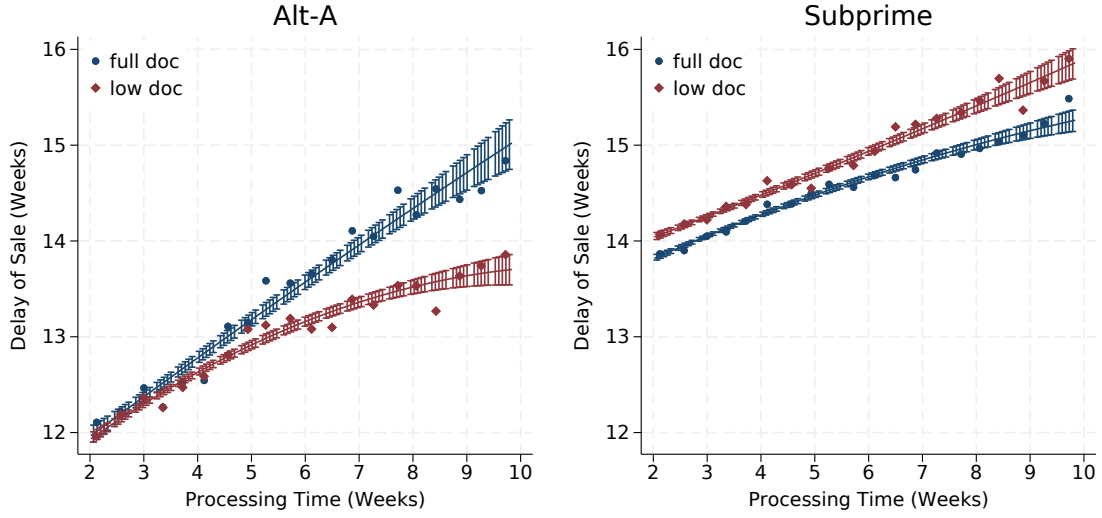 Alt-A
Delay of Sale (Weeks)
16
15
14
13
12
full doc
low doc
2 3 4 5 6 7 8 9 10
Processing Time (Weeks)
Subprime
Delay of Sale (Weeks)
16
15
14
13
12
full doc
low doc
2 3 4 5 6 7 8 9 10
Processing Time (Weeks)